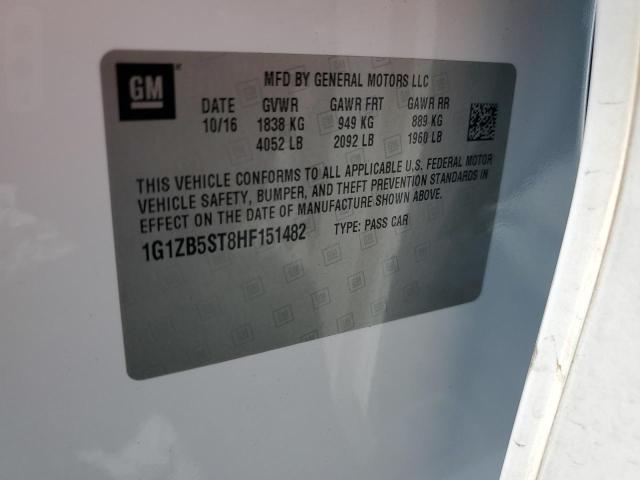 GM
MFD BY GENERAL MOTORS LLC
DATE GVWR GAWR FRT GAWR RR
10/16 1838 KG 949 KG 889 KG
4052 LB 2092 LB 1960 LB
THIS VEHICLE CONFORMS TO ALL APPLICABLE U.S. FEDERAL MOTOR
VEHICLE SAFETY, BUMPER, AND THEFT PREVENTION STANDARDS IN
EFFECT ON THE DATE OF MANUFACTURE SHOWN ABOVE.
1G1ZB5ST8HF151482 TYPE: PASS CAR